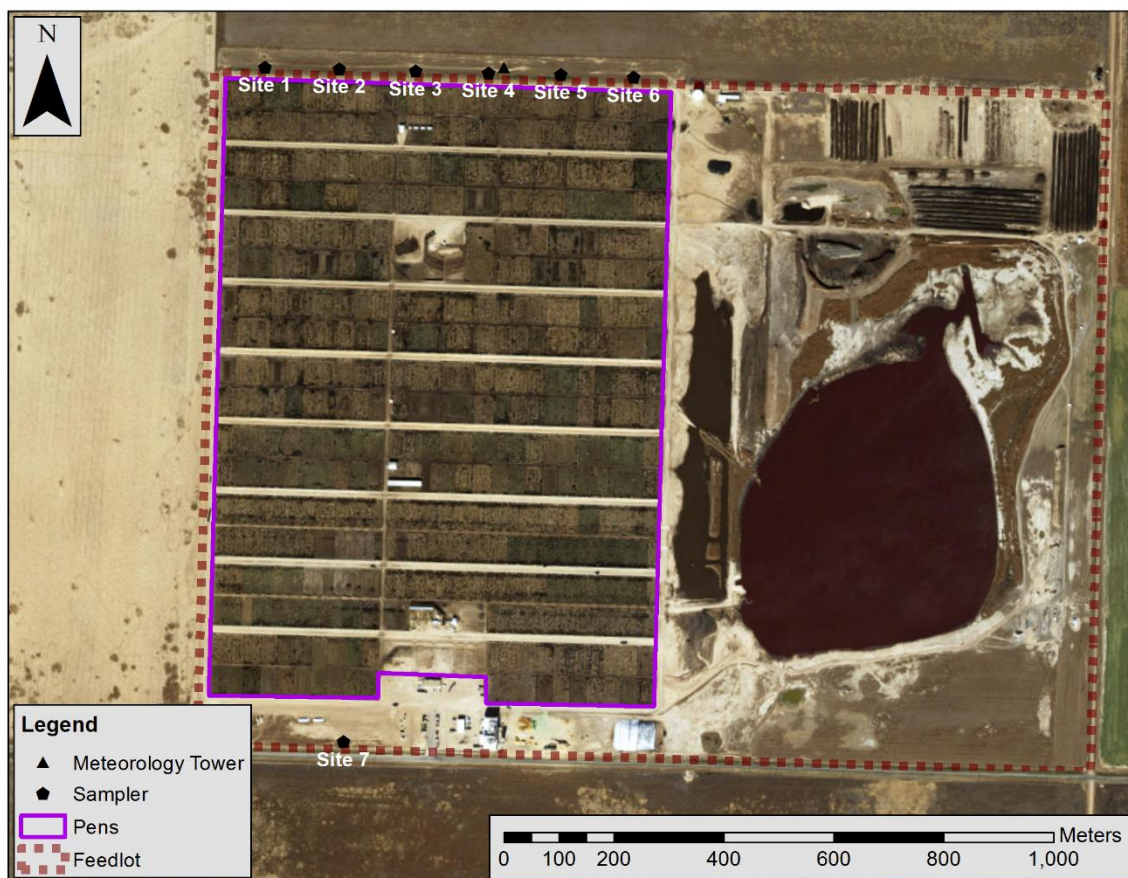 N
Site 1 Site 2 Site 3 Site 4 Site 5 Site 6
Site 7
Legend
Meteorology Tower
Sampler
Pens
Feedlot
Meters
0 100 200 400 600 800 1,000